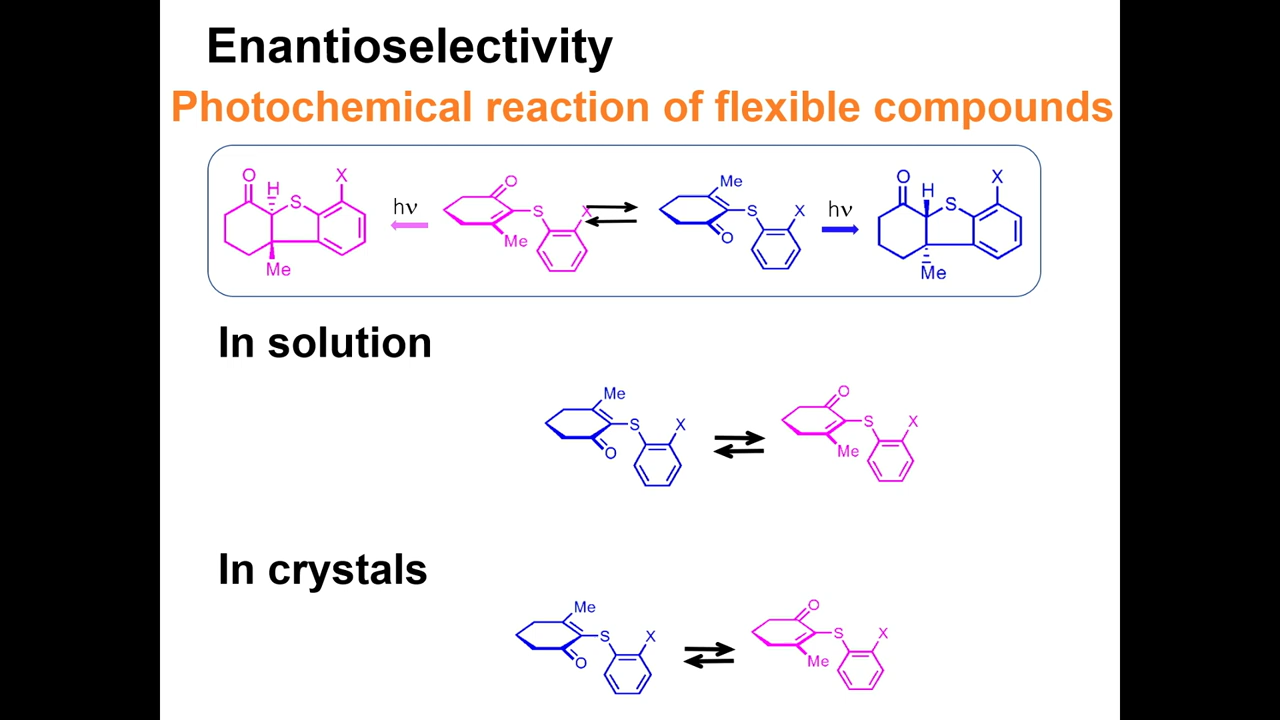 Enantioselectivity
Photochemical reaction of flexible compounds
O H S X Me
hν
O S X Me
Me S X O
hν
O H S X Me
In solution
Me S X O
O S X Me
In crystals
Me S X O
O S X Me